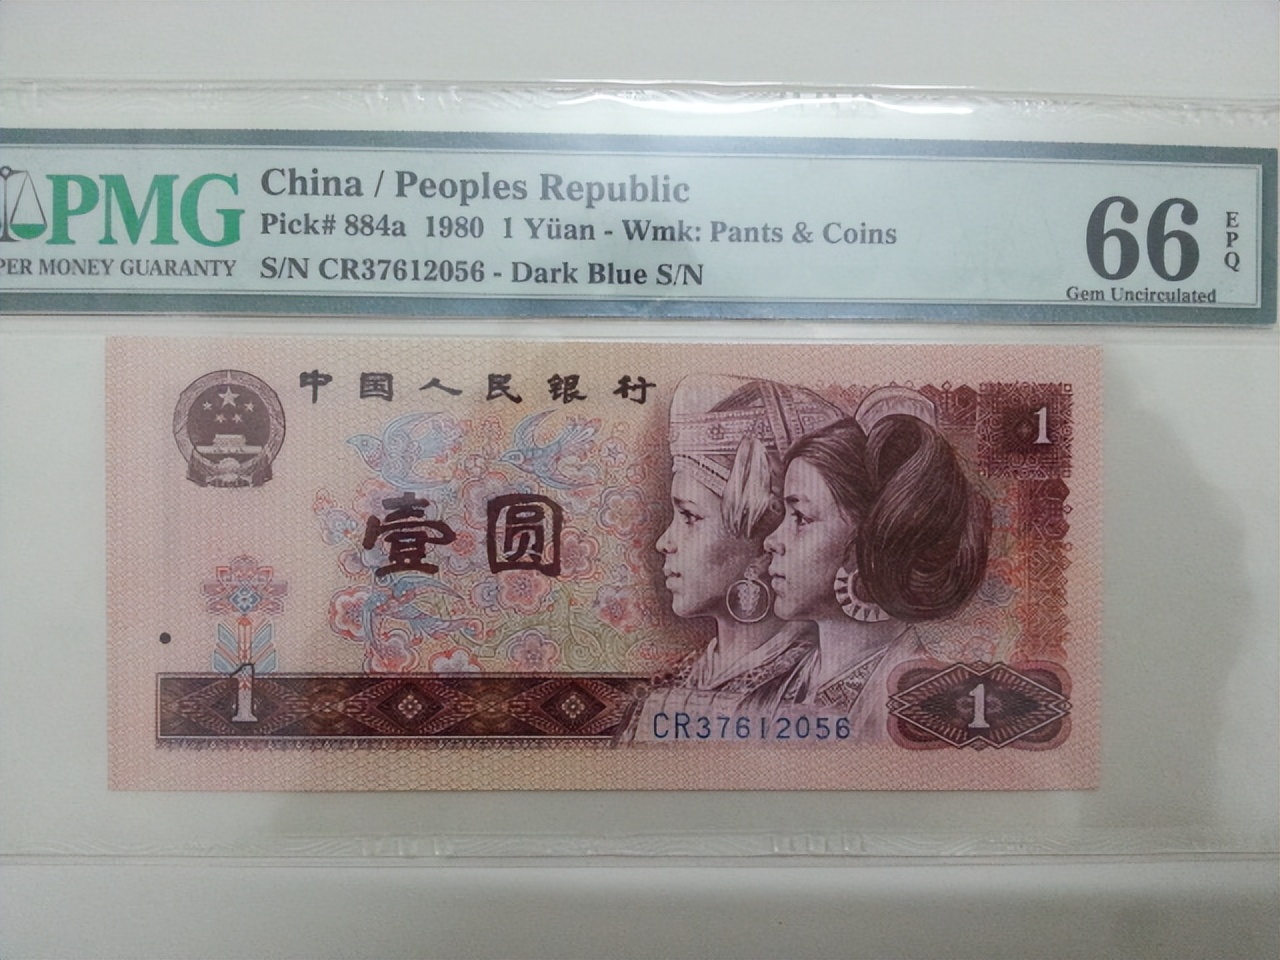 PMG
PER MONEY GUARANTY
China / Peoples Republic
Pick# 884a 1980 1 Yüan - Wmk: Pants & Coins
S/N CR37612056 - Dark Blue S/N
66
EPQ
Gem Uncirculated
中国人民银行
1
壹圆
1
1
CR37612056